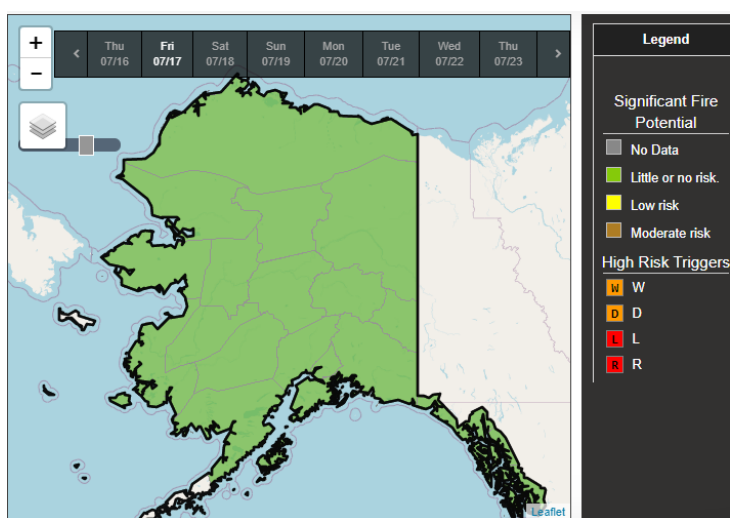 +
−
‹
Thu
07/16
Fri
07/17
Sat
07/18
Sun
07/19
Mon
07/20
Tue
07/21
Wed
07/22
Thu
07/23
›
Leaflet
Legend
Significant Fire
Potential
No Data
Little or no risk.
Low risk
Moderate risk
High Risk Triggers
W W
D D
L L
R R